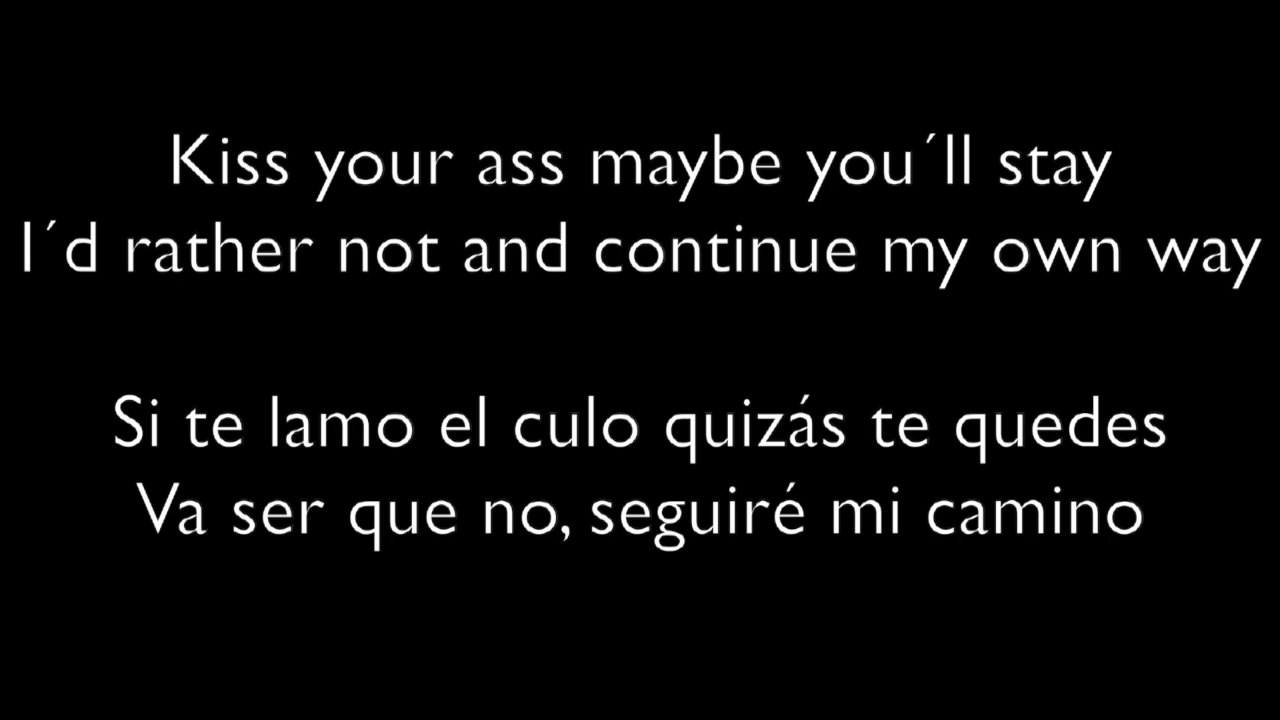 Kiss your ass maybe you´ll stay
I´d rather not and continue my own way
Si te lamo el culo quizás te quedes
Va ser que no, seguiré mi camino